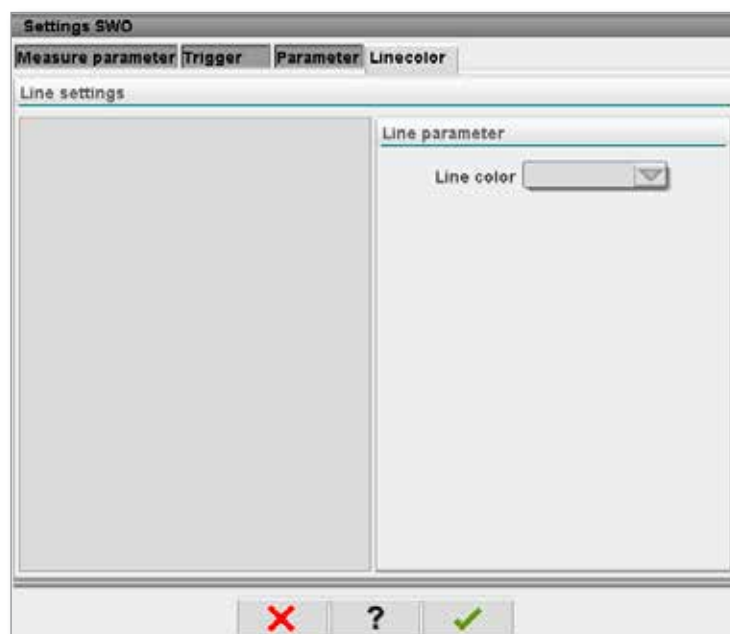 Settings SWO
Measure parameter Trigger Parameter Linecolor
Line settings
Line parameter
Line color
?